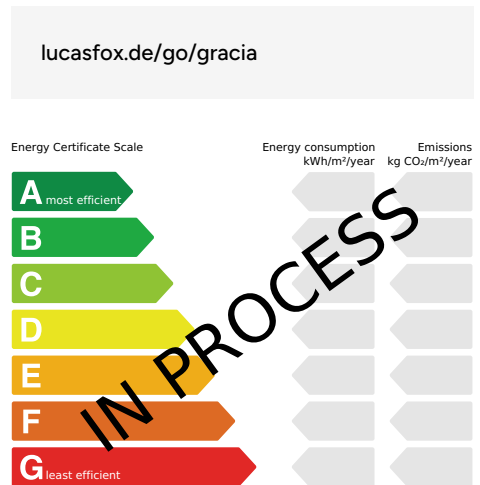 lucasfox.de/go/gracia
Energy Certificate Scale
Energy consumption
kWh/m²/year
Emissions
kg CO₂/m²/year
A most efficient
B
C
D
E
F
G least efficient
IN PROCESS